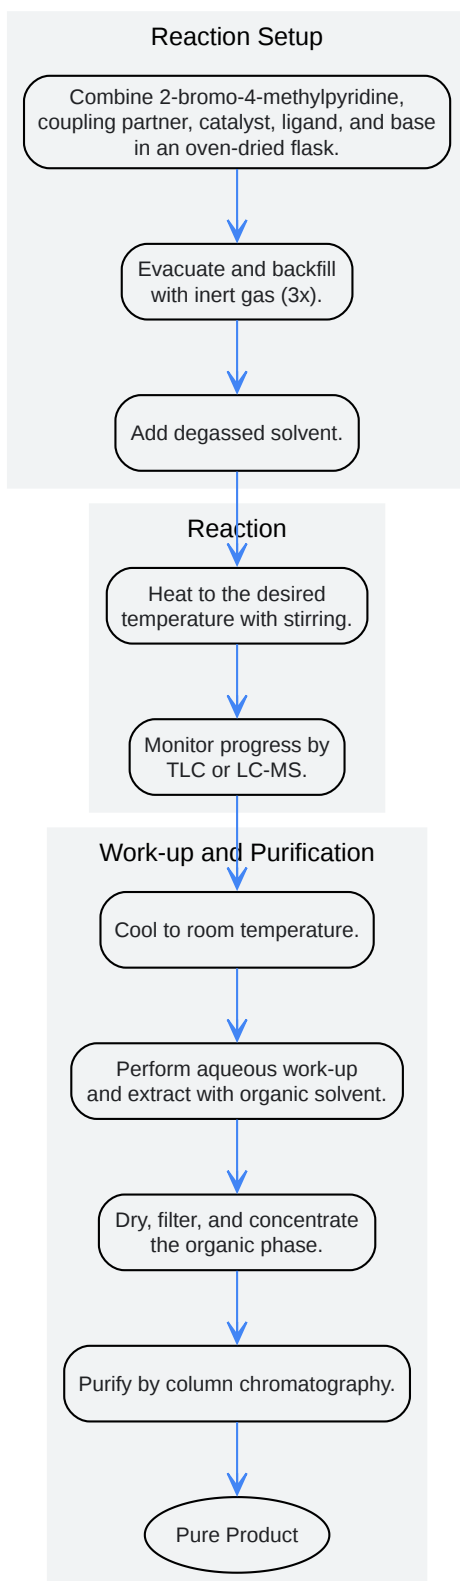 Reaction Setup
Combine 2-bromo-4-methylpyridine,
coupling partner, catalyst, ligand, and base
in an oven-dried flask.
Evacuate and backfill
with inert gas (3x).
Add degassed solvent.
Reaction
Heat to the desired
temperature with stirring.
Monitor progress by
TLC or LC-MS.
Work-up and Purification
Cool to room temperature.
Perform aqueous work-up
and extract with organic solvent.
Dry, filter, and concentrate
the organic phase.
Purify by column chromatography.
Pure Product